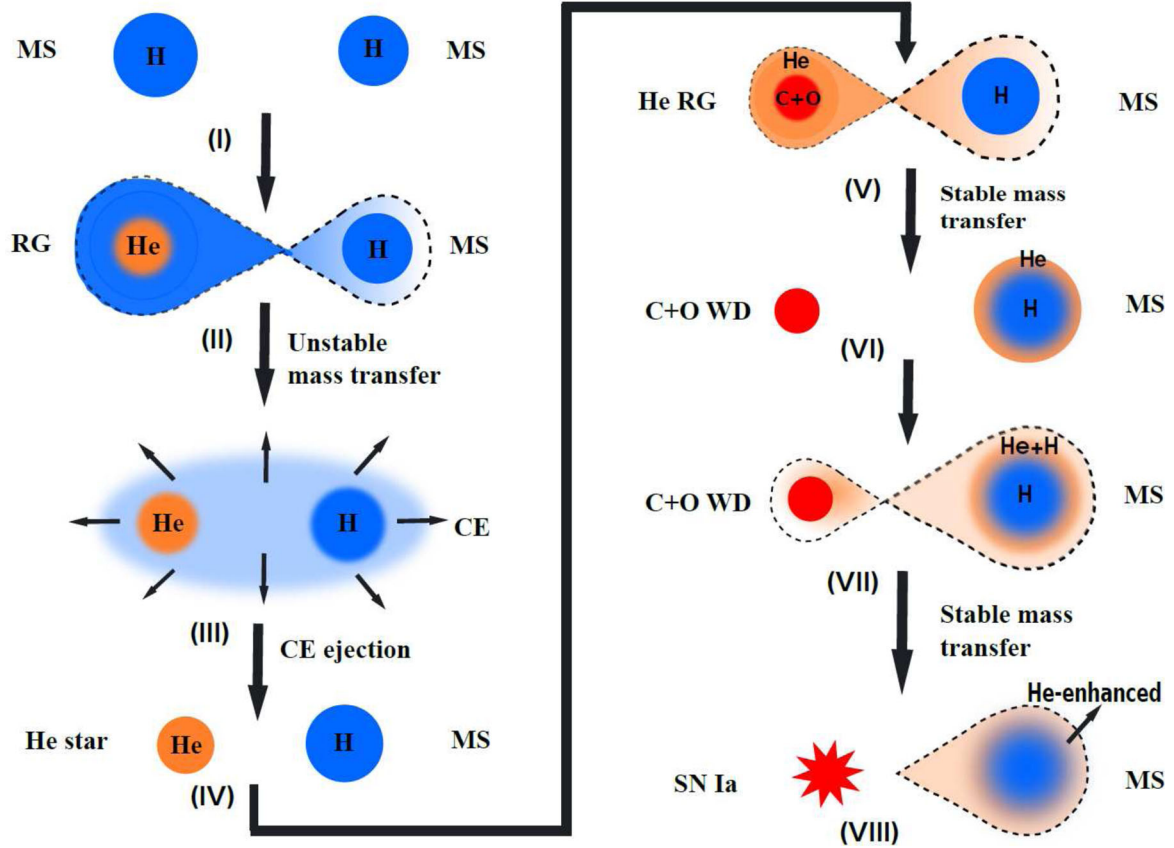 MS H H MS
(I)
RG He H MS
(II) Unstable
mass transfer
He H CE
(III) CE ejection
He star He H MS
(IV)
He
He RG C+O H MS
(V) Stable mass
transfer
He
C+O WD H MS
(VI)
He+H
C+O WD H MS
(VII) Stable mass
transfer
He-enhanced
SN Ia MS
(VIII)